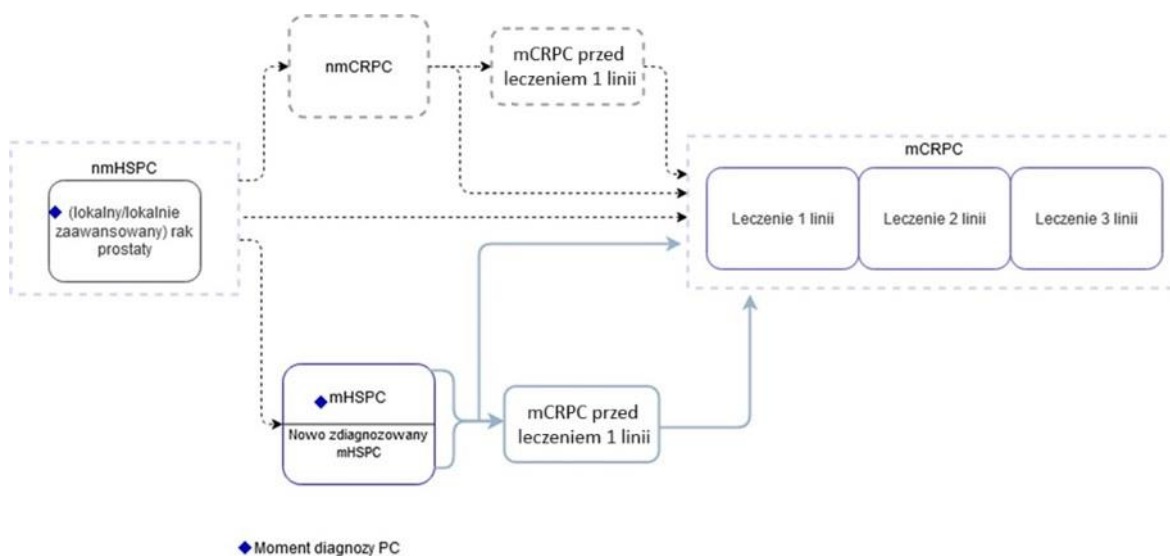 nmCRPC
mCRPC przed
leczeniem 1 linii
nmHSPC
(lokalny/lokalnie
zaawansowany) rak
prostaty
mCRPC
Leczenie 1 linii
Leczenie 2 linii
Leczenie 3 linii
mHSPC
Nowo zdiagnozowany
mHSPC
mCRPC przed
leczeniem 1 linii
Moment diagnozy PC